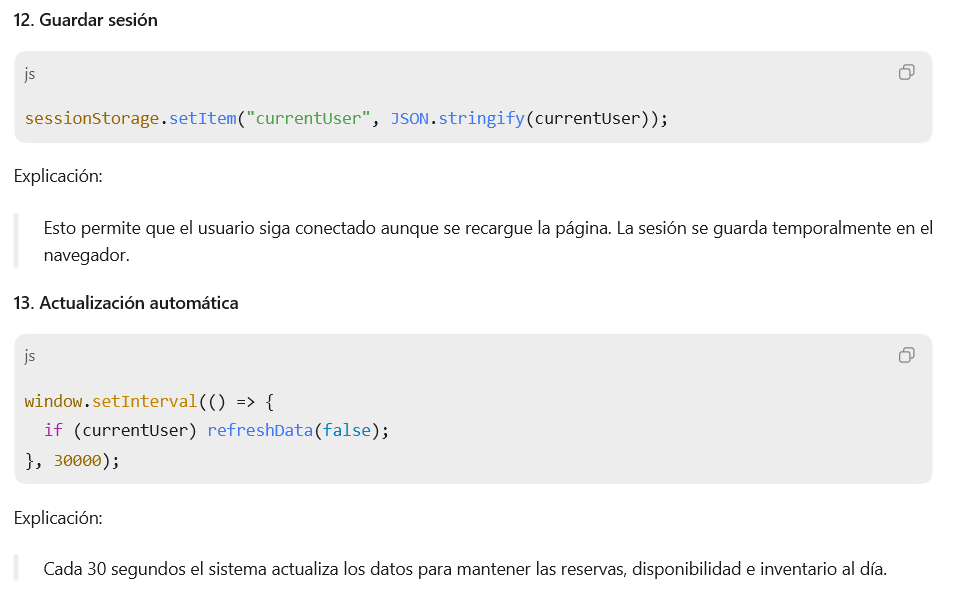 12. Guardar sesión
js
sessionStorage.setItem("currentUser", JSON.stringify(currentUser));
Explicación:
Esto permite que el usuario siga conectado aunque se recargue la página. La sesión se guarda temporalmente en el
navegador.
13. Actualización automática
js
window.setInterval(() => {
  if (currentUser) refreshData(false);
}, 30000);
Explicación:
Cada 30 segundos el sistema actualiza los datos para mantener las reservas, disponibilidad e inventario al día.